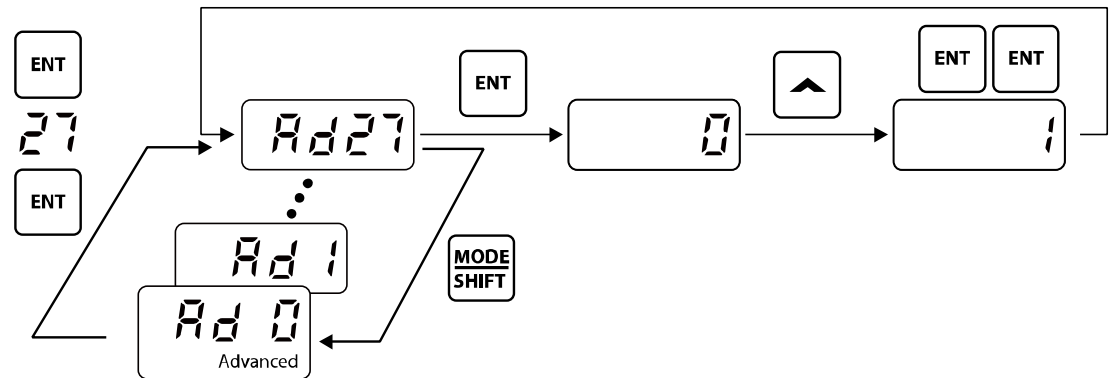 ENT
27
ENT
Ad27
ENT
0
ENT ENT
1
Ad 1
Ad 0
Advanced
MODE
SHIFT